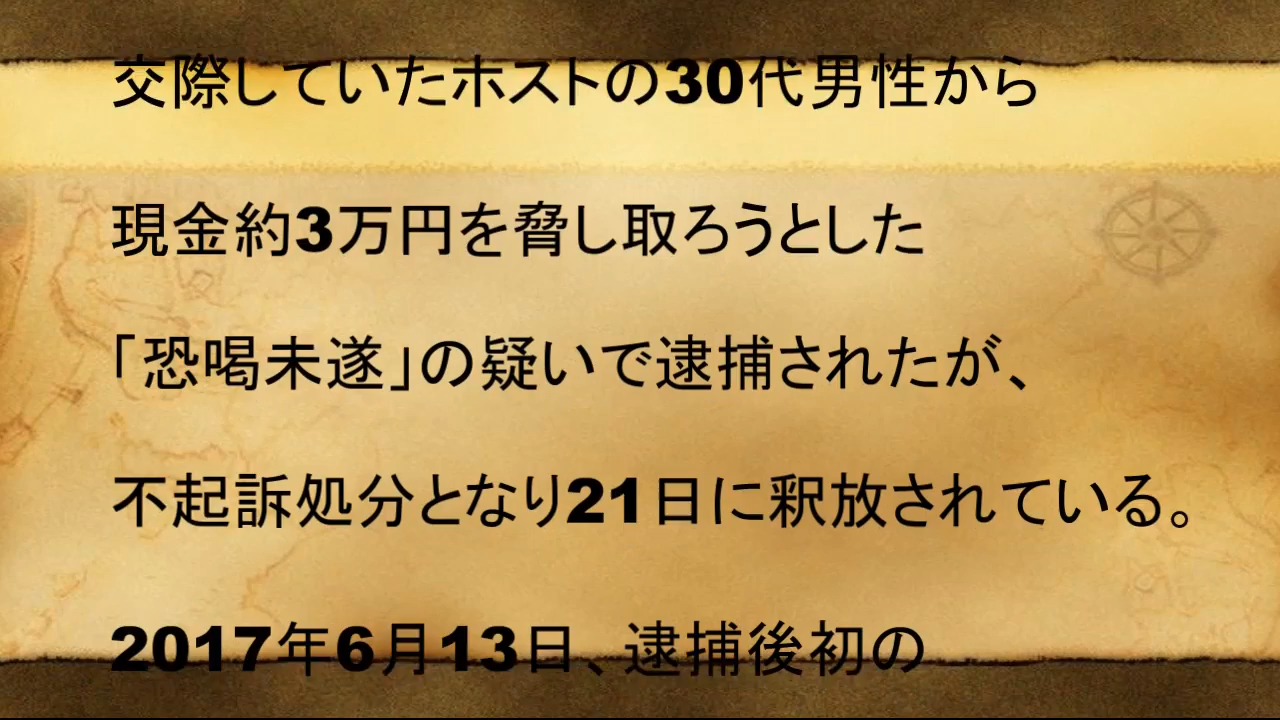 交際していたホストの30代男性から
現金約3万円を脅し取ろうとした
「恐喝未遂」の疑いで逮捕されたが、
不起訴処分となり21日に釈放されている。
2017年6月13日、逮捕後初の